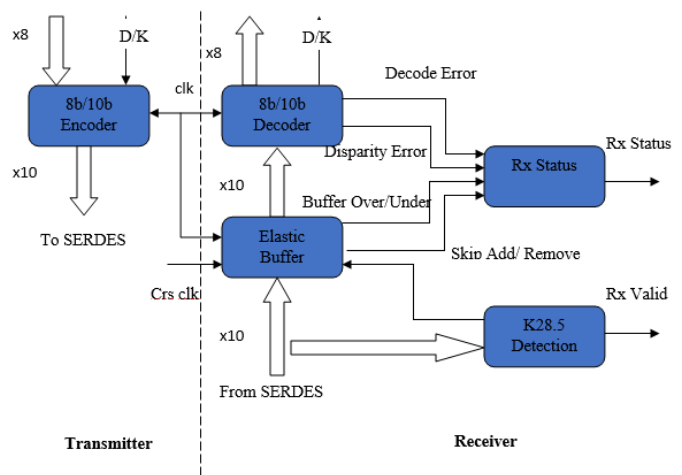 x8
D/K
x8
D/K
clk
Decode Error
8b/10b
Encoder
8b/10b
Decoder
Rx Status
Disparity Error
Rx Status
x10
x10
Buffer Over/Under
To SERDES
Elastic
Buffer
Skip Add/ Remove
Crs clk
Rx Valid
x10
K28.5
Detection
From SERDES
Transmitter
Receiver